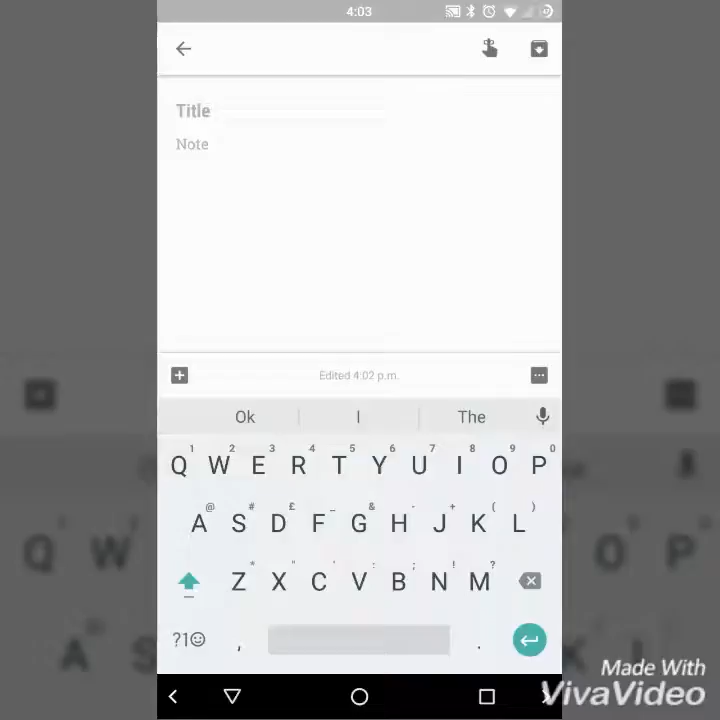 4:03
Title
Note
Edited 4:02 p.m.
Ok I The
1 2 3 4 5 6 7 8 9 0
Q W E R T Y U I O P
@ # £ _ & - + ( )
A S D F G H J K L
* " ' : ; ! ?
Z X C V B N M
?1☺ , .
Made With
VivaVideo